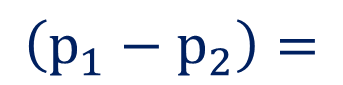 (p₁ − p₂) =